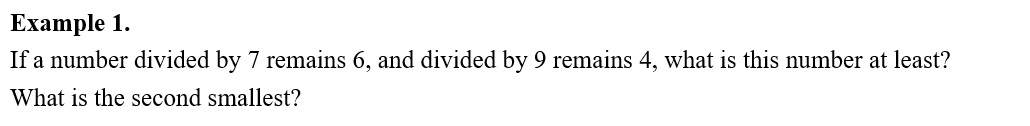 Example 1.
If a number divided by 7 remains 6, and divided by 9 remains 4, what is this number at least?
What is the second smallest?